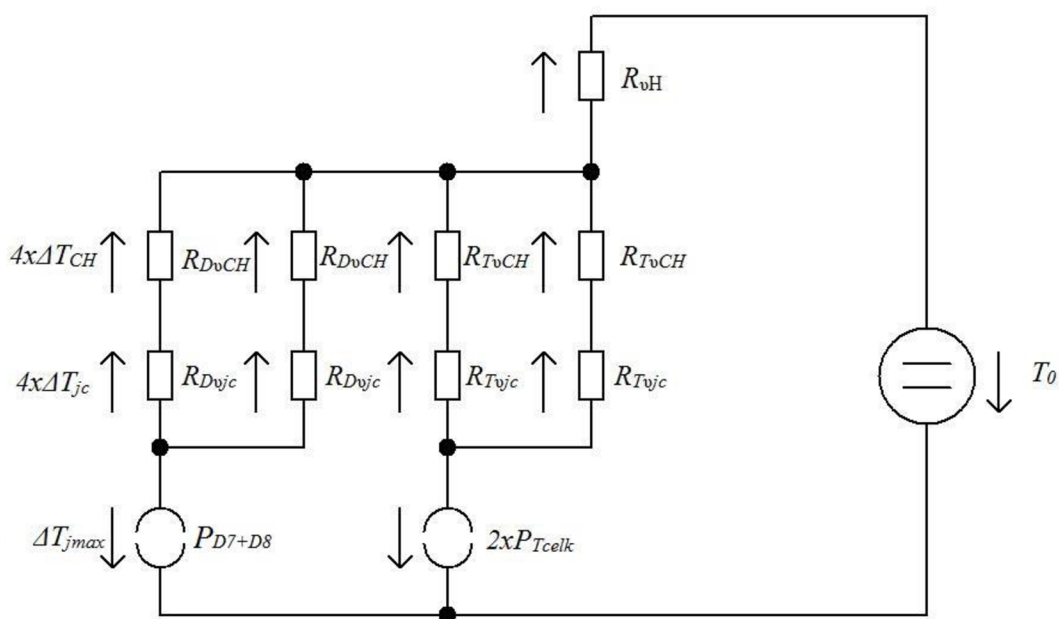 RυH
4xΔTCH RDυCH RDυCH RTυCH RTυCH
4xΔTjc RDυjc RDυjc RTυjc RTυjc
T0
ΔTjmax PD7+D8 2xPTcelk